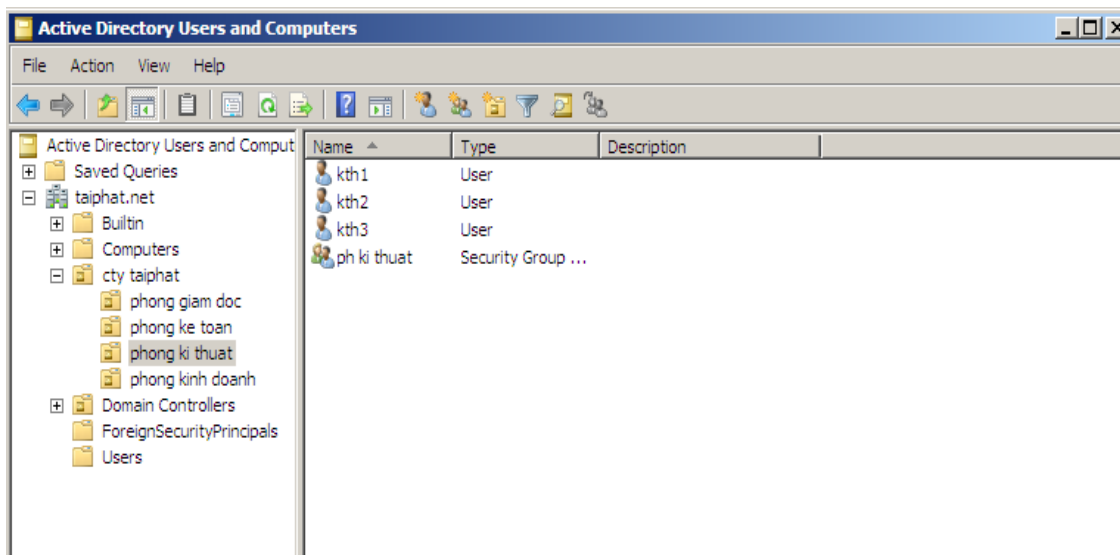 Active Directory Users and Computers
File Action View Help
Active Directory Users and Comput
Saved Queries
taiphat.net
Builtin
Computers
cty taiphat
phong giam doc
phong ke toan
phong ki thuat
phong kinh doanh
Domain Controllers
ForeignSecurityPrincipals
Users
Name Type Description
kth1 User
kth2 User
kth3 User
ph ki thuat Security Group ...